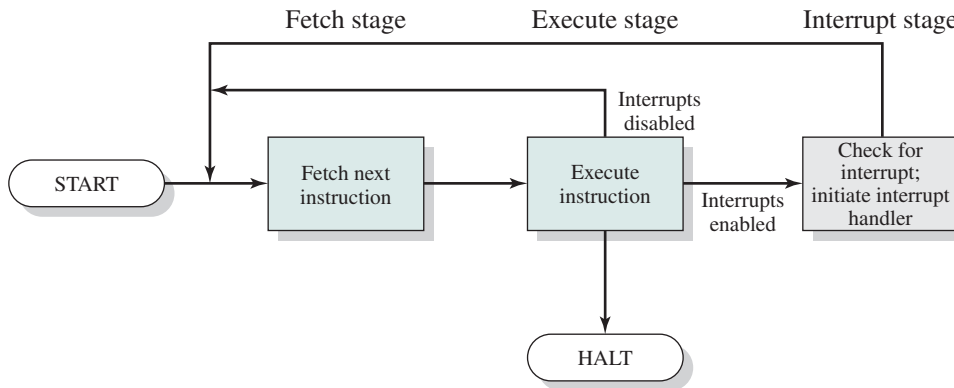 Fetch stage
Execute stage
Interrupt stage
Interrupts
disabled
START
Fetch next
instruction
Execute
instruction
Interrupts
enabled
Check for
interrupt;
initiate interrupt
handler
HALT